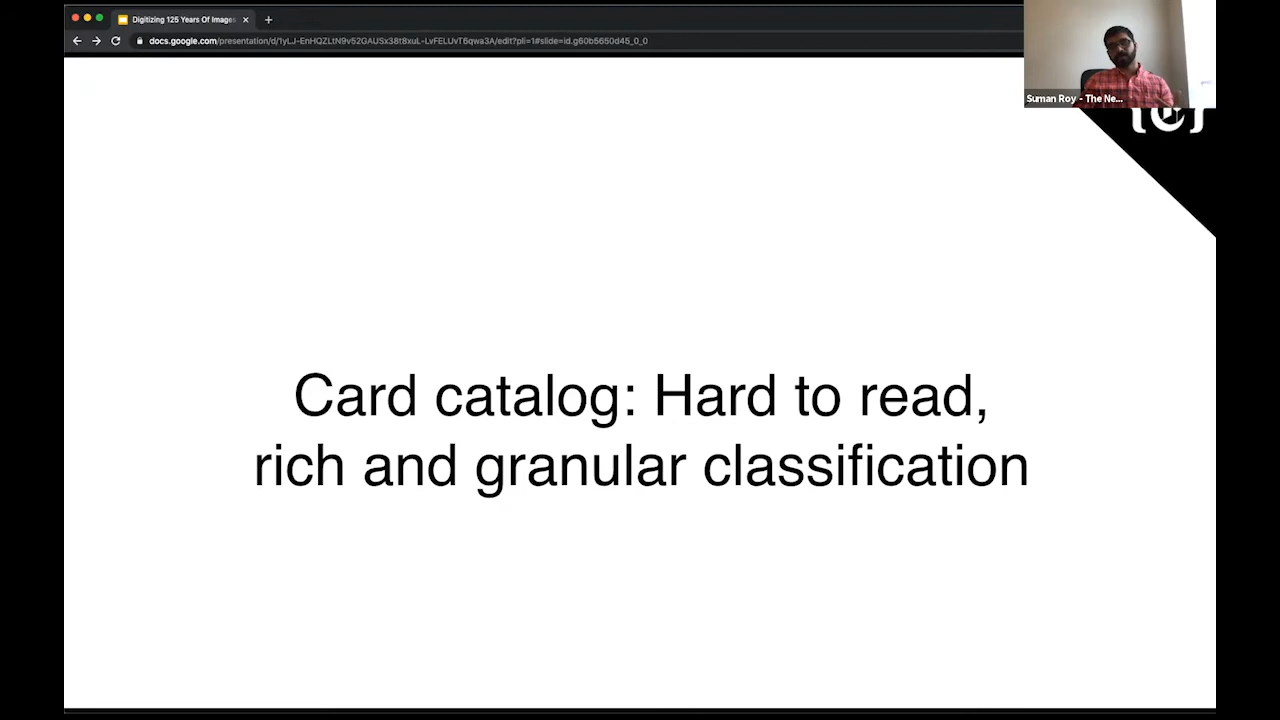 Digitizing 125 Years Of Images
docs.google.com/presentation/d/1yLJ-EnHQZLtN9v52GAUSx38t8xuL-LvFELUvT6qwa3A/edit?pli=1#slide=id.g60b5650d45_0_0
Suman Roy - The Ne...
Card catalog: Hard to read,
rich and granular classification